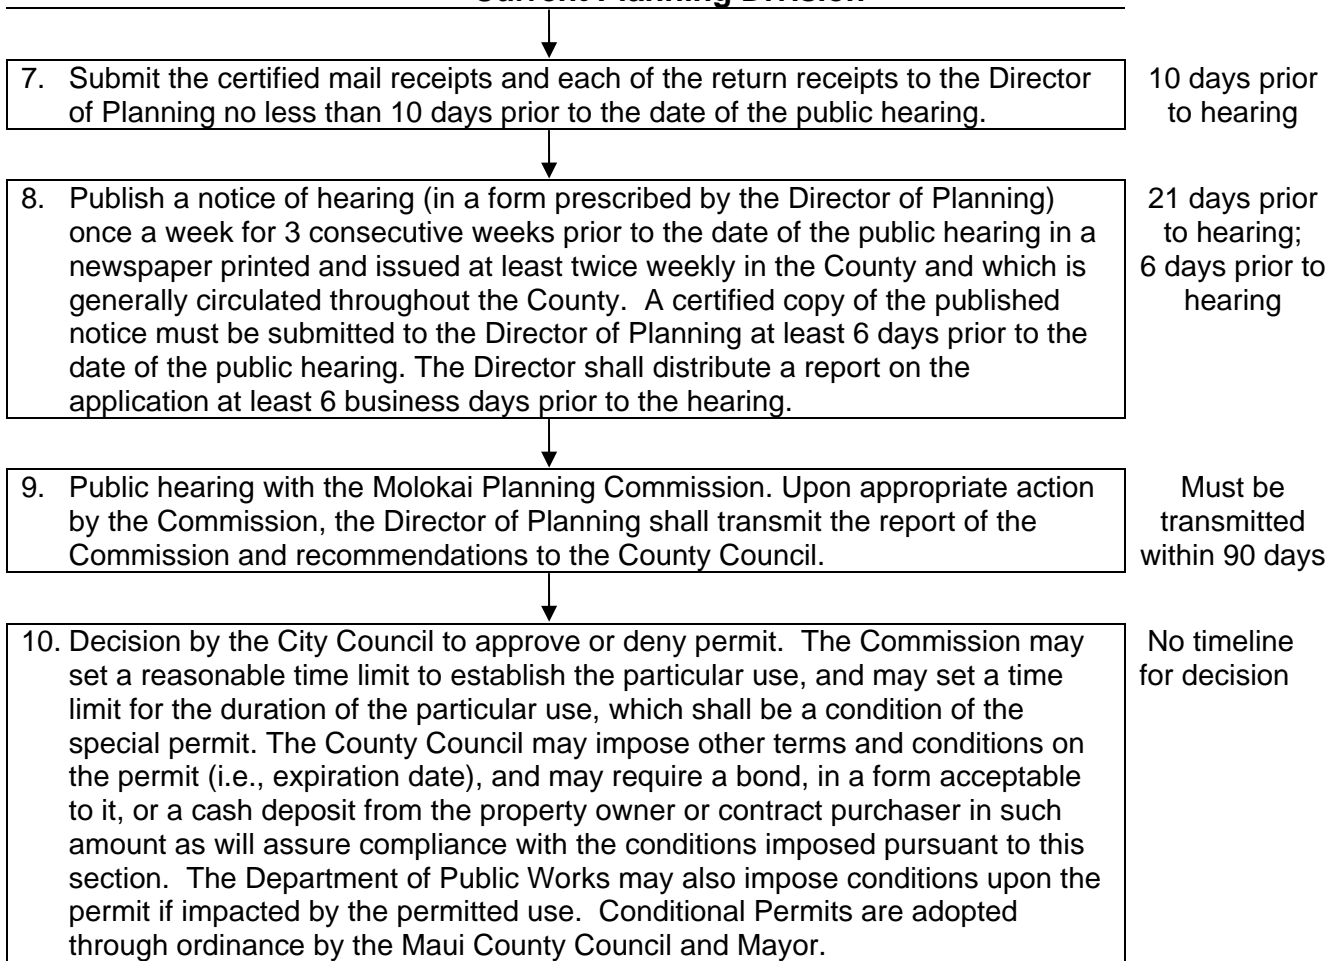 Current Planning Division
7. Submit the certified mail receipts and each of the return receipts to the Director
of Planning no less than 10 days prior to the date of the public hearing.
10 days prior
to hearing
8. Publish a notice of hearing (in a form prescribed by the Director of Planning)
once a week for 3 consecutive weeks prior to the date of the public hearing in a
newspaper printed and issued at least twice weekly in the County and which is
generally circulated throughout the County. A certified copy of the published
notice must be submitted to the Director of Planning at least 6 days prior to the
date of the public hearing. The Director shall distribute a report on the
application at least 6 business days prior to the hearing.
21 days prior
to hearing;
6 days prior to
hearing
9. Public hearing with the Molokai Planning Commission. Upon appropriate action
by the Commission, the Director of Planning shall transmit the report of the
Commission and recommendations to the County Council.
Must be
transmitted
within 90 days
10. Decision by the City Council to approve or deny permit. The Commission may
set a reasonable time limit to establish the particular use, and may set a time
limit for the duration of the particular use, which shall be a condition of the
special permit. The County Council may impose other terms and conditions on
the permit (i.e., expiration date), and may require a bond, in a form acceptable
to it, or a cash deposit from the property owner or contract purchaser in such
amount as will assure compliance with the conditions imposed pursuant to this
section. The Department of Public Works may also impose conditions upon the
permit if impacted by the permitted use. Conditional Permits are adopted
through ordinance by the Maui County Council and Mayor.
No timeline
for decision